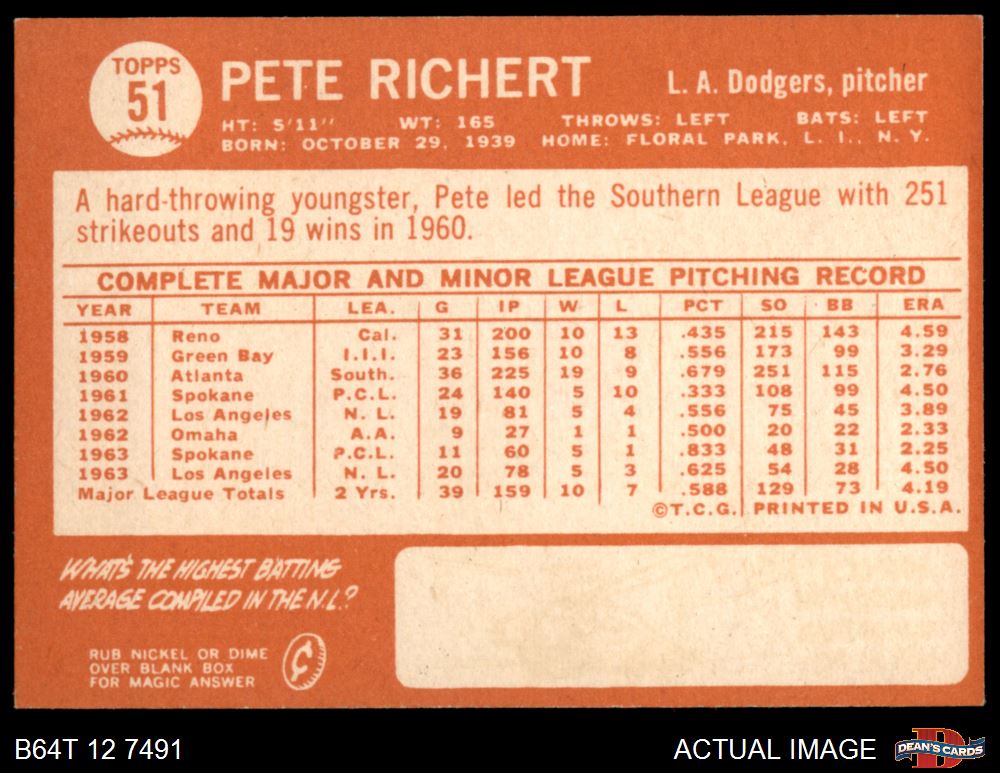 TOPPS
51
PETE RICHERT
L. A. Dodgers, pitcher
HT: 5'11" WT: 165 THROWS: LEFT BATS: LEFT
BORN: OCTOBER 29, 1939 HOME: FLORAL PARK, L. I., N. Y.
A hard-throwing youngster, Pete led the Southern League with 251
strikeouts and 19 wins in 1960.
COMPLETE MAJOR AND MINOR LEAGUE PITCHING RECORD
YEAR TEAM LEA. G IP W L PCT SO BB ERA
1958 Reno Cal. 31 200 10 13 .435 215 143 4.59
1959 Green Bay I.I.I. 23 156 10 8 .556 173 99 3.29
1960 Atlanta South. 36 225 19 9 .679 251 115 2.76
1961 Spokane P.C.L. 24 140 5 10 .333 108 99 4.50
1962 Los Angeles N. L. 19 81 5 4 .556 75 45 3.89
1962 Omaha A.A. 9 27 1 1 .500 20 22 2.33
1963 Spokane P.C.L. 11 60 5 1 .833 48 31 2.25
1963 Los Angeles N. L. 20 78 5 3 .625 54 28 4.50
Major League Totals 2 Yrs. 39 159 10 7 .588 129 73 4.19
©T.C.G. PRINTED IN U.S.A.
WHAT'S THE HIGHEST BATTING
AVERAGE COMPILED IN THE N.L.?
RUB NICKEL OR DIME
OVER BLANK BOX
FOR MAGIC ANSWER
¢
B64T 12 7491
ACTUAL IMAGE
D
DEAN'S CARDS